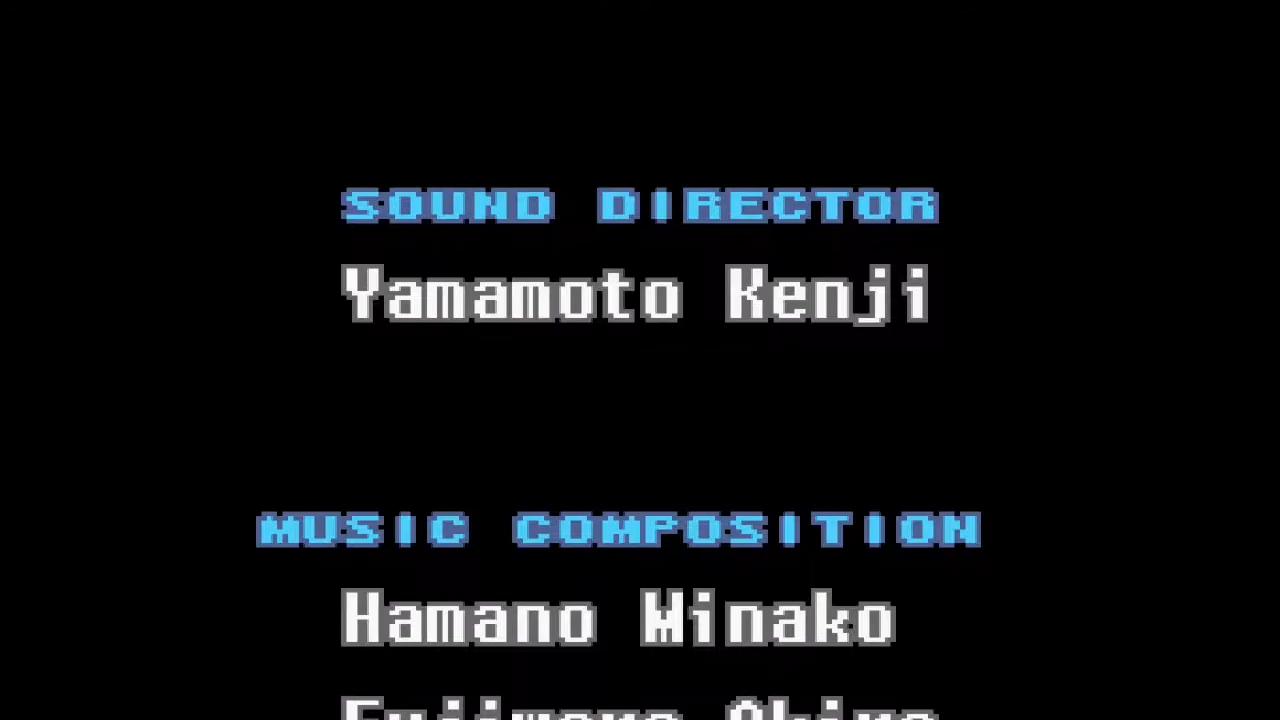 SOUND DIRECTOR
Yamamoto Kenji
MUSIC COMPOSITION
Hamano Minako